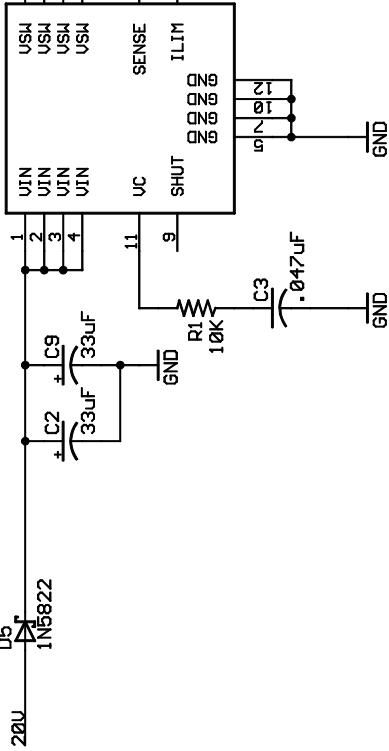 VSW
VSW
VSW
VSW
SENSE
ILIM
GND
GND
GND
GND
12
10
7
5
GND
VIN
VIN
VIN
VIN
VC
SHUT
1
2
3
4
11
9
R1
10K
C3
.047uF
GND
C9
33uF
C2
33uF
GND
D5
1N5822
20V